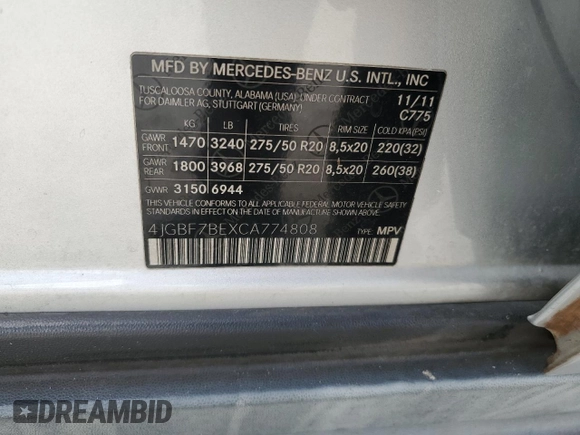 MFD BY MERCEDES-BENZ U.S. INTL., INC
TUSCALOOSA COUNTY, ALABAMA (USA), UNDER CONTRACT 11/11
FOR DAIMLER AG, STUTTGART (GERMANY) C775
KG LB TIRES RIM SIZE COLD KPA(PSI)
GAWR FRONT 1470 3240 275/50 R20 8,5x20 220(32)
GAWR REAR 1800 3968 275/50 R20 8,5x20 260(38)
GVWR 3150 6944
THIS VEHICLE CONFORMS TO ALL APPLICABLE FEDERAL MOTOR VEHICLE SAFETY
STANDARDS IN EFFECT ON THE DATE OF MANUFACTURE SHOWN ABOVE.
4JGBF7BEXCA774808 TYPE: MPV
DREAMBID